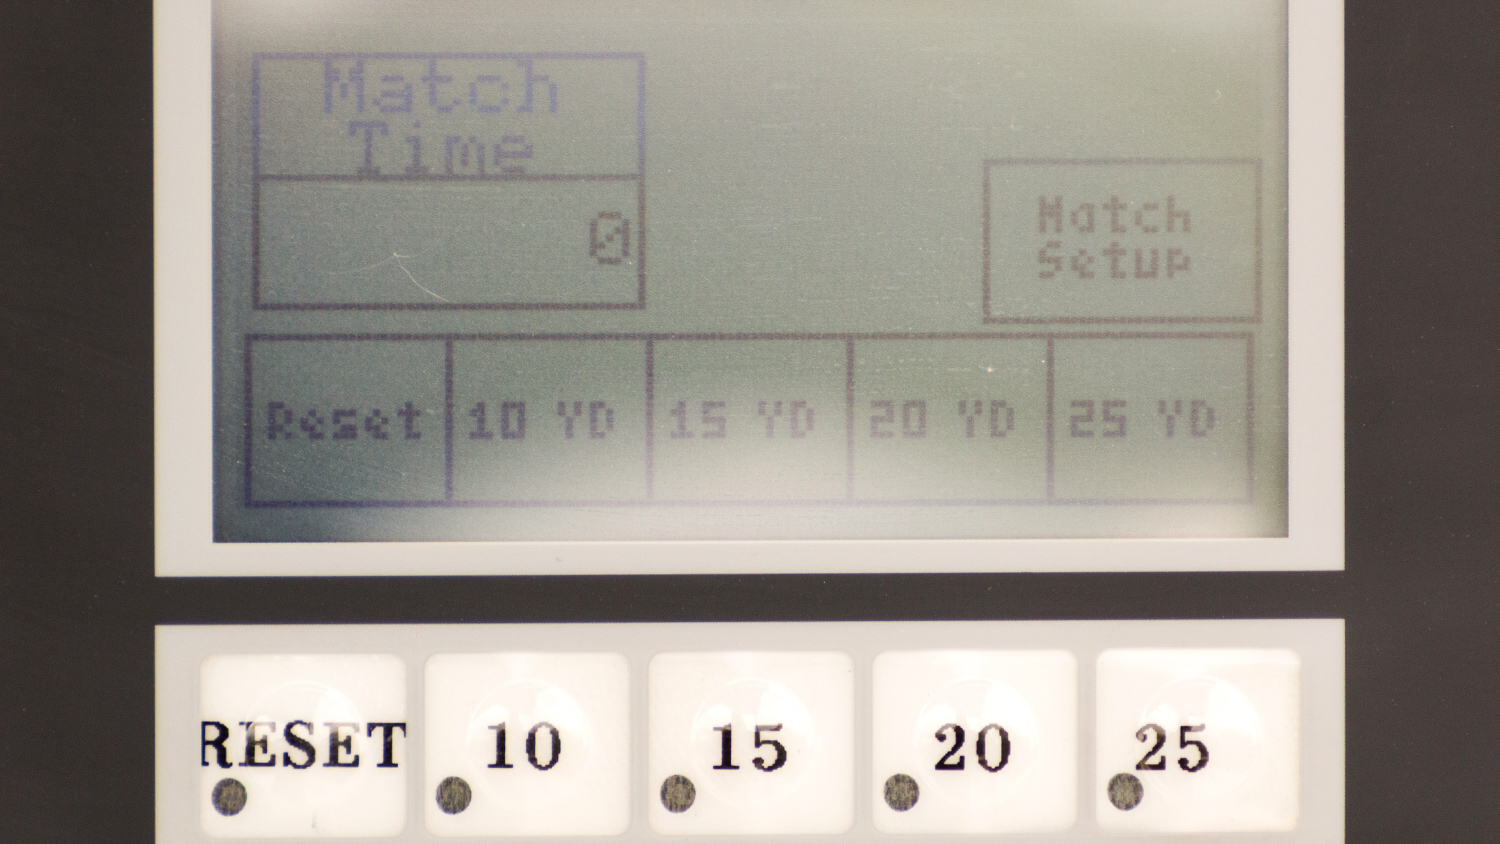 Match
Time
0
Match
Setup
Reset 10 YD 15 YD 20 YD 25 YD
RESET 10 15 20 25